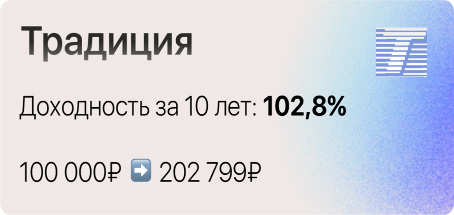 Традиция
Доходность за 10 лет: 102,8%
100 000₽ ➡️ 202 799₽